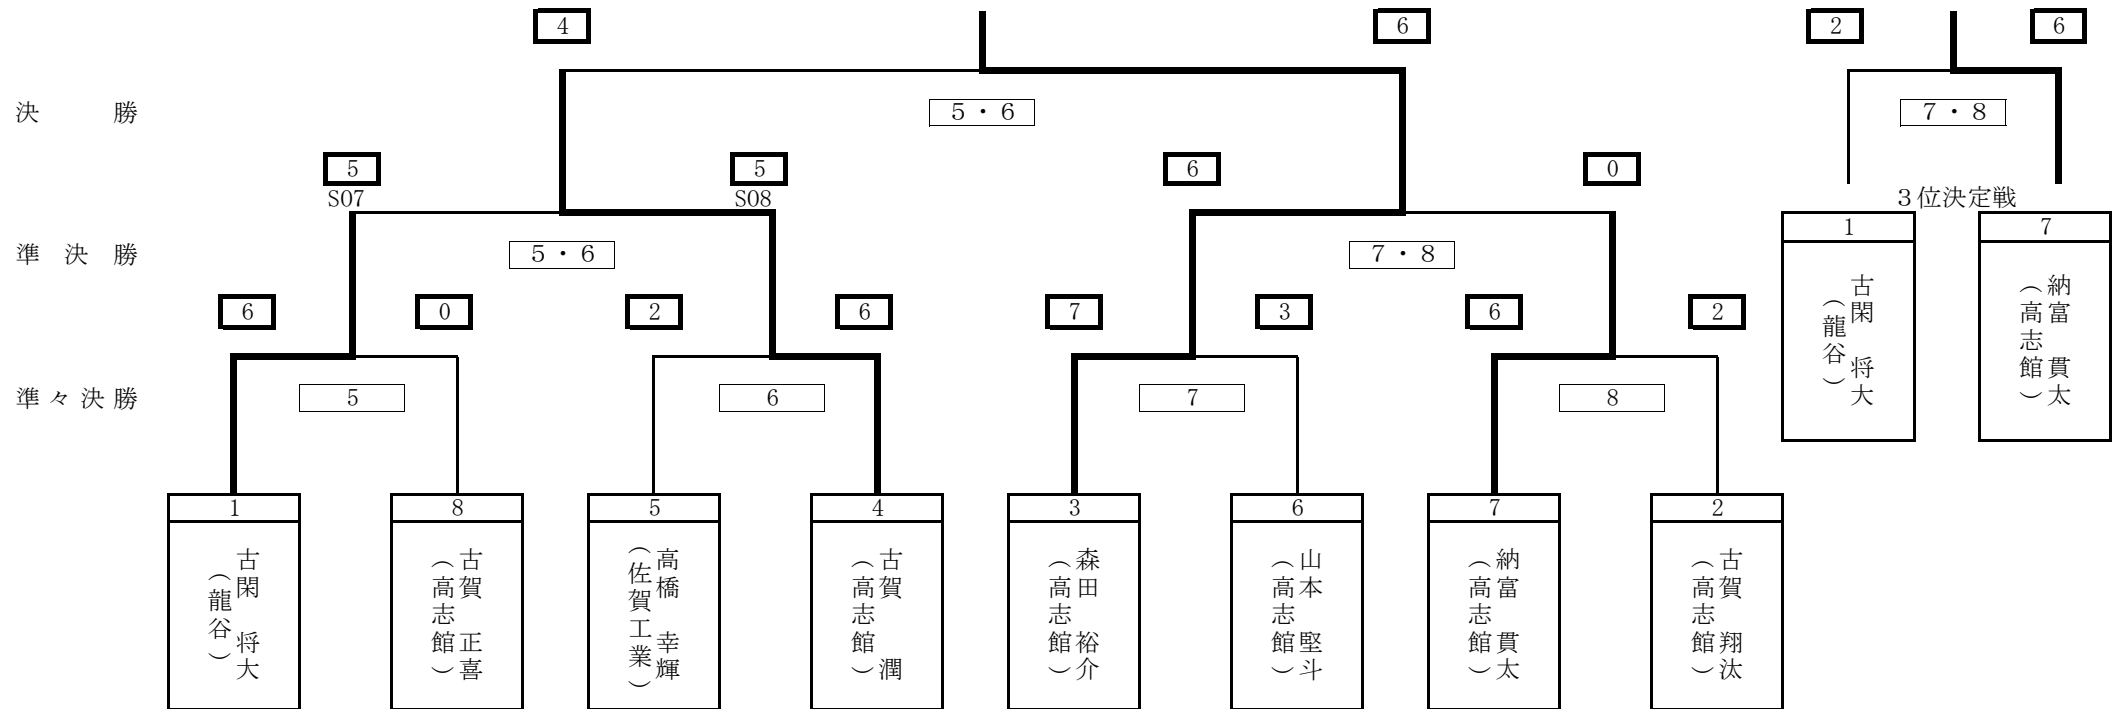 4 6 2 6
決 勝 5・6 7・8
5 5 6 0
S07 S08 3位決定戦
1 7
準 決 勝 5・6 7・8
古閑 将大
(龍谷)
納富 貫太
(高志館)
6 0 2 6 7 3 6 2
準々決勝 5 6 7 8
1 8 5 4 3 6 7 2
古閑 将大
(龍谷)
古賀 正喜
(高志館)
高橋 幸輝
(佐賀工業)
古賀 潤
(高志館)
森田 裕介
(高志館)
山本 堅斗
(高志館)
納富 貫太
(高志館)
古賀 翔汰
(高志館)